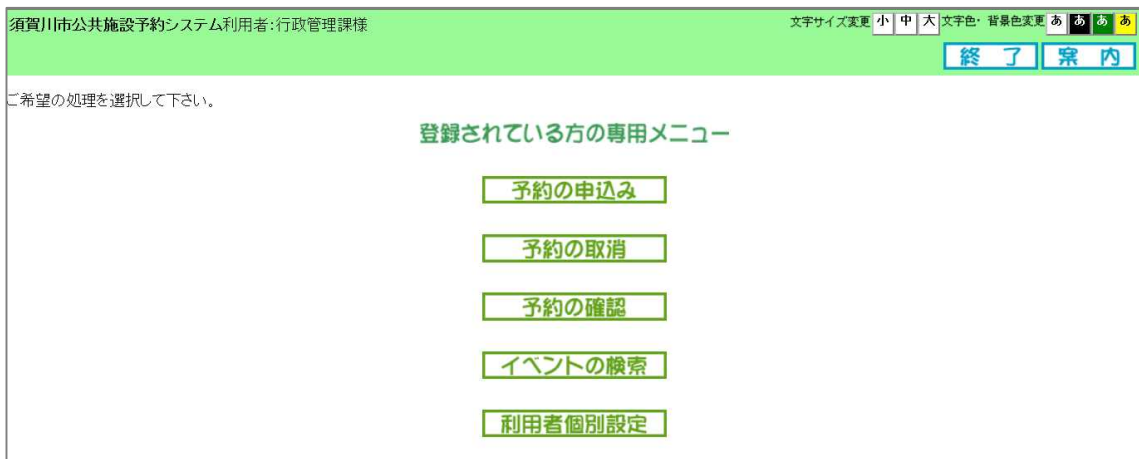 須賀川市公共施設予約システム利用者:行政管理課様
文字サイズ変更 小 中 大 文字色・背景色変更 あ あ あ あ
終 了 案 内
ご希望の処理を選択して下さい。
登録されている方の専用メニュー
予約の申込み
予約の取消
予約の確認
イベントの検索
利用者個別設定